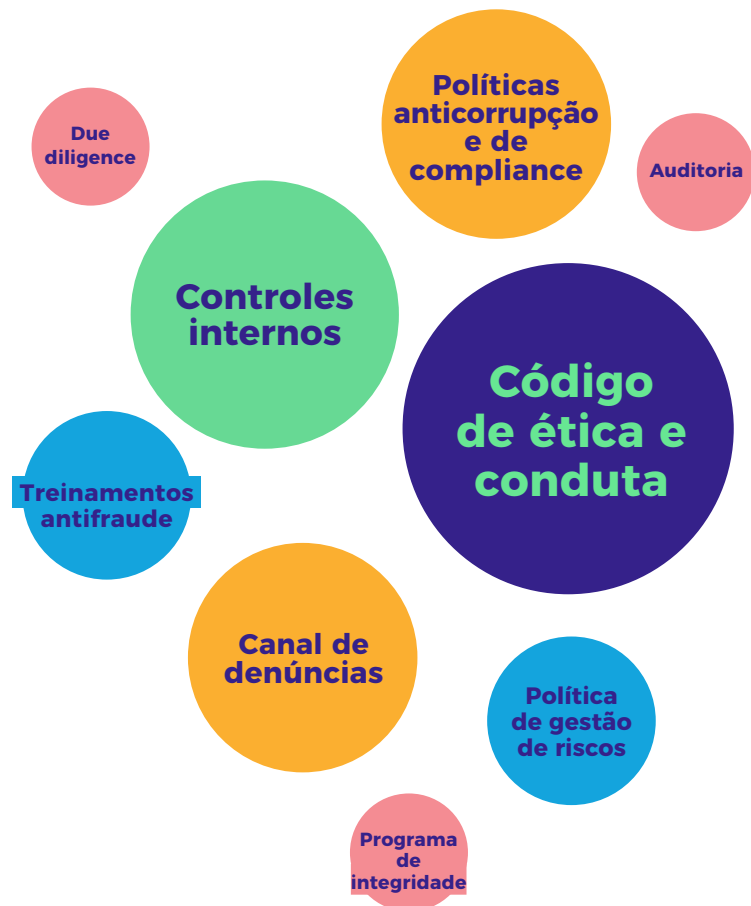 Políticas
anticorrupção
e de
compliance
Due
diligence
Auditoria
Controles
internos
Código
de ética e
conduta
Treinamentos
antifraude
Canal de
denúncias
Política
de gestão
de riscos
Programa
de
integridade